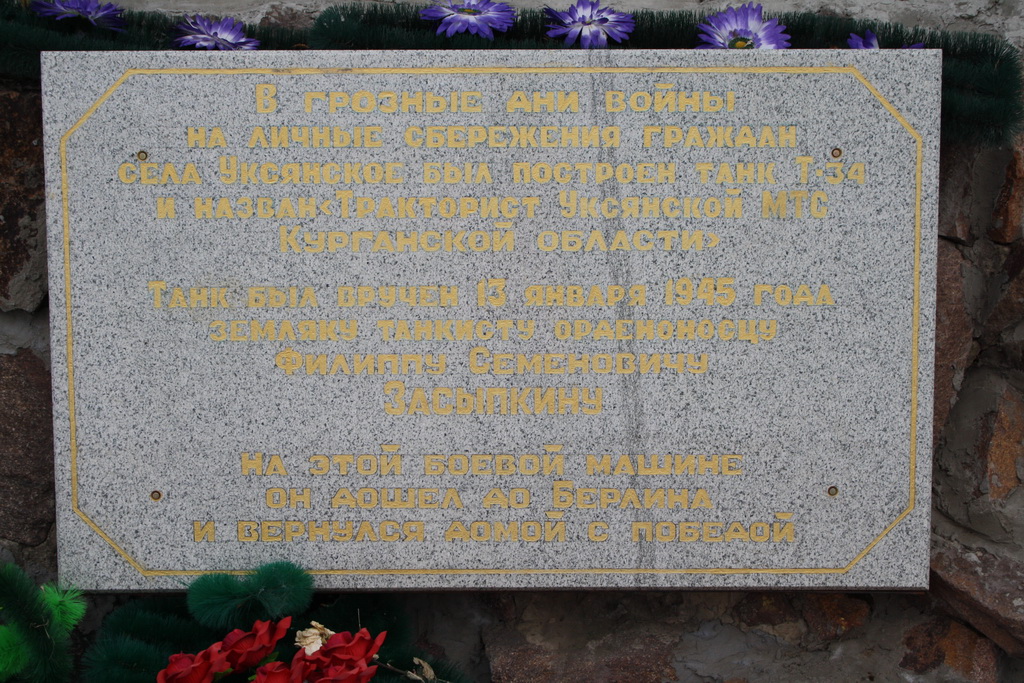 В грозные дни войны
на личные сбережения граждан
села Уксянское был построен танк Т-34
и назван «Тракторист Уксянской МТС
Курганской области»
Танк был вручен 13 января 1945 года
земляку танкисту орденоносцу
Филиппу Семеновичу
Засыпкину
На этой боевой машине
он дошел до Берлина
и вернулся домой с победой